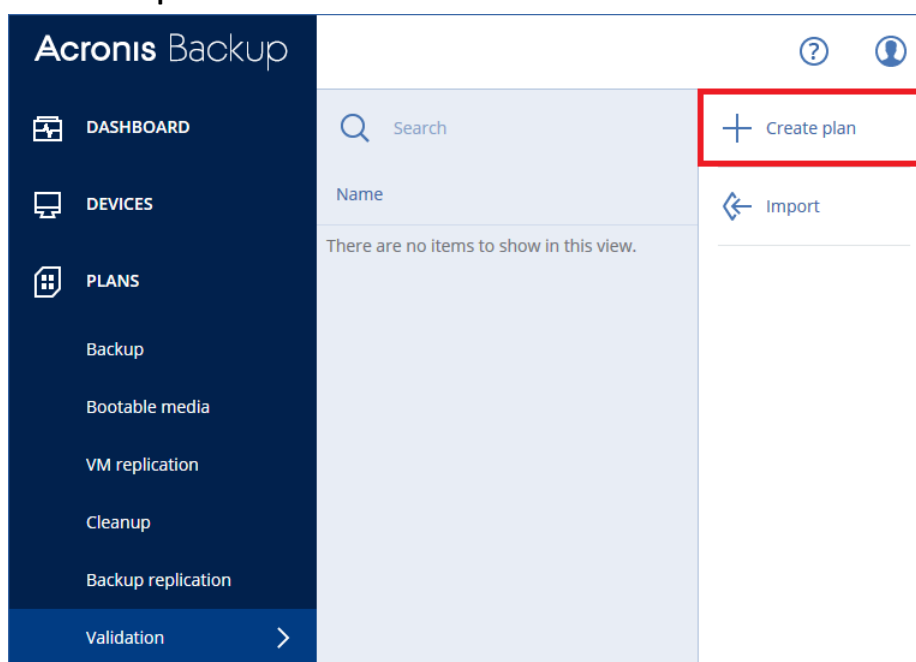 Acronis Backup
DASHBOARD
DEVICES
PLANS
Backup
Bootable media
VM replication
Cleanup
Backup replication
Validation
Search
Name
There are no items to show in this view.
?
Create plan
Import